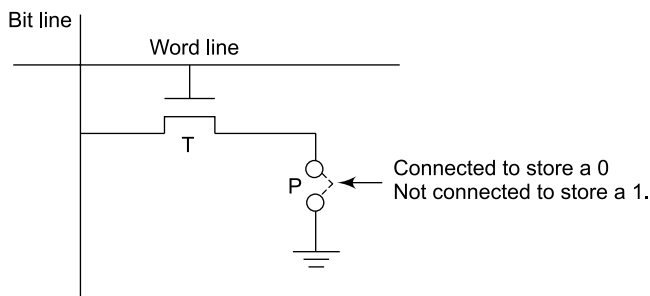 Bit line
Word line
T
P
Connected to store a 0
Not connected to store a 1.